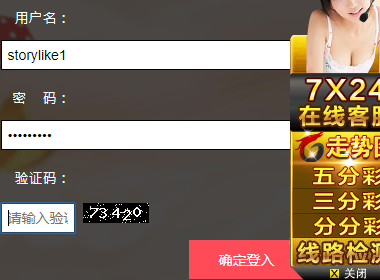 用户名：
storylike1
密 码：
•••••••••
验证码：
请输入验
73420
确定登入
7X24
在线客服
走势图
五分彩
三分彩
分分彩
线路检测
X 关闭